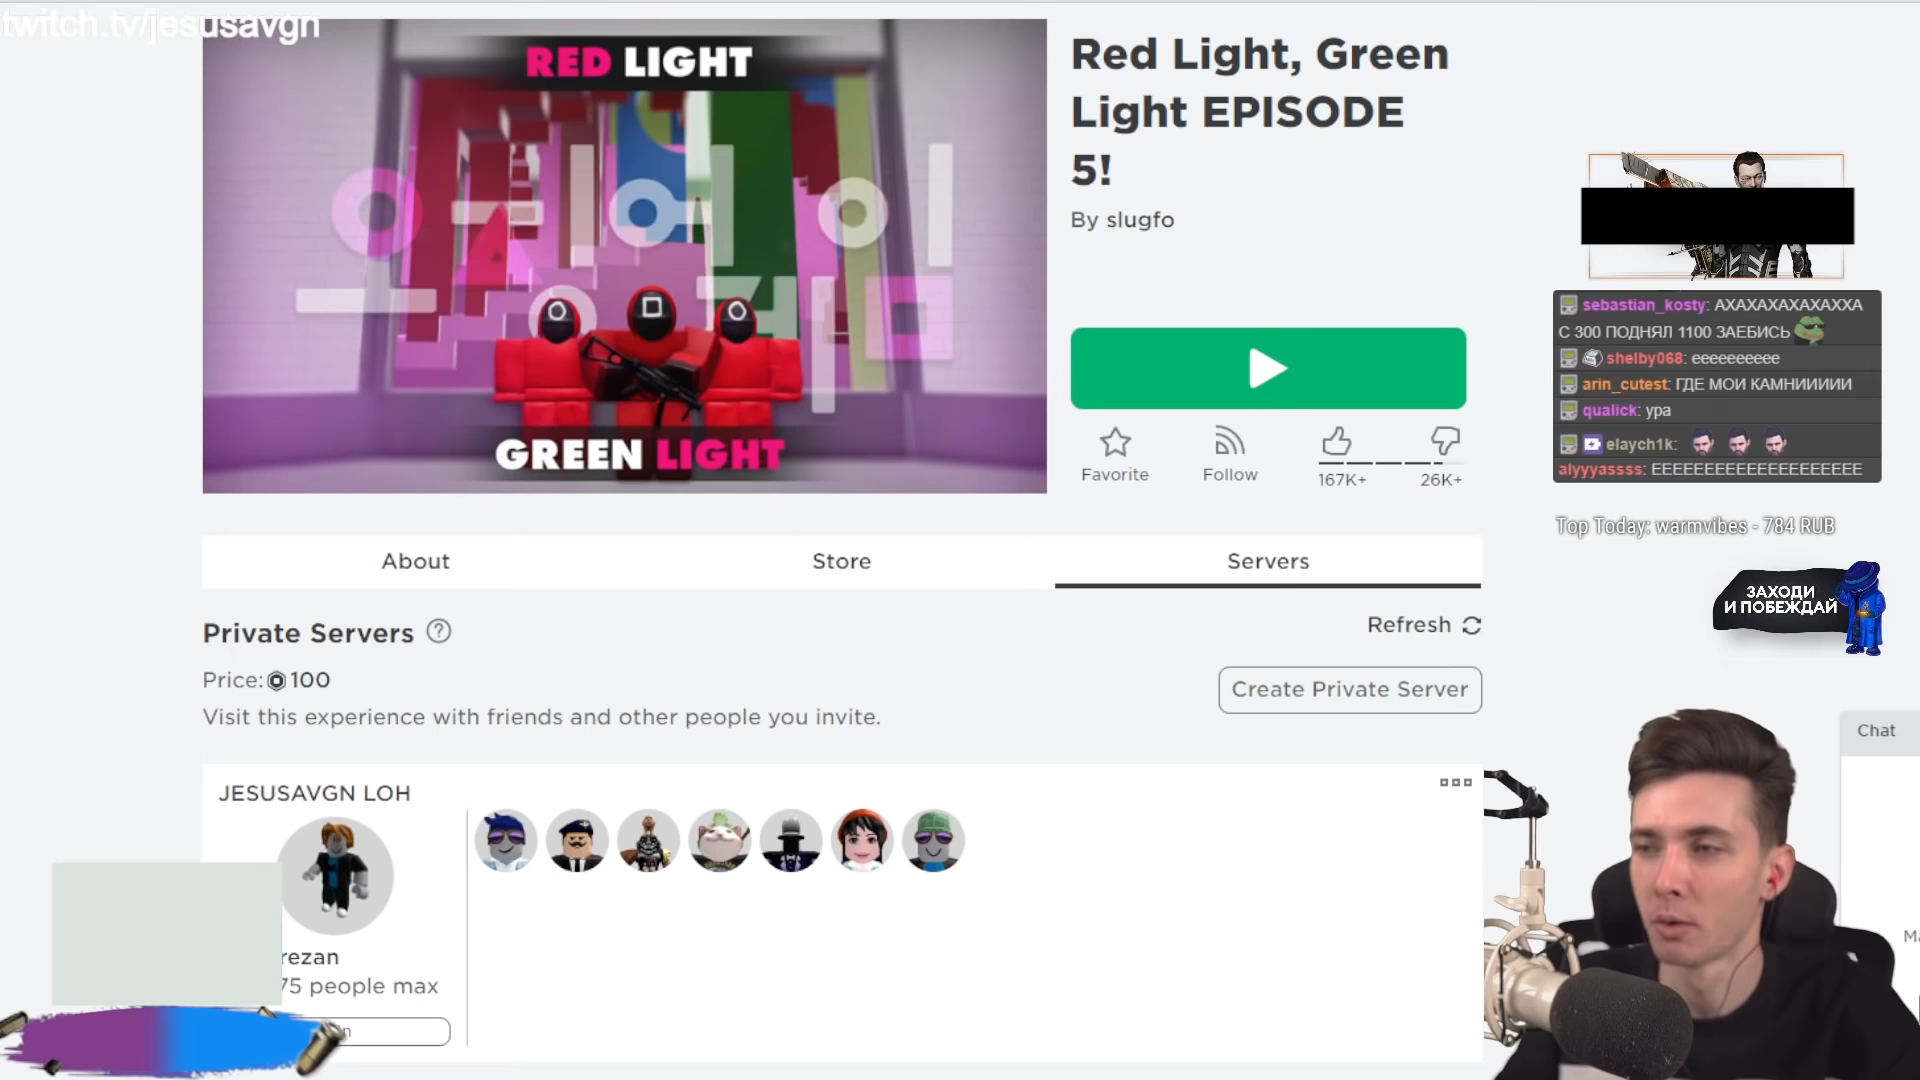 twitch.tv/jesusavgn
RED LIGHT
GREEN LIGHT
Red Light, Green
Light EPISODE
5!
By slugfo
Favorite
Follow
167K+
26K+
About
Store
Servers
Private Servers
Refresh
Price: 100
Create Private Server
Visit this experience with friends and other people you invite.
JESUSAVGN LOH
rezan
75 people max
sebastian_kosty: АХАХАХАХАХАХХА
С 300 ПОДНЯЛ 1100 ЗАЕБИСЬ
shelby068: eeeeeeeeee
arin_cutest: ГДЕ МОИ КАМНИИИИИ
qualick: ура
elaych1k:
alyyyassss: EEEEEEEEEEEEEEEEEEEE
Top Today: warmvibes - 784 RUB
ЗАХОДИ
И ПОБЕЖДАЙ
Chat